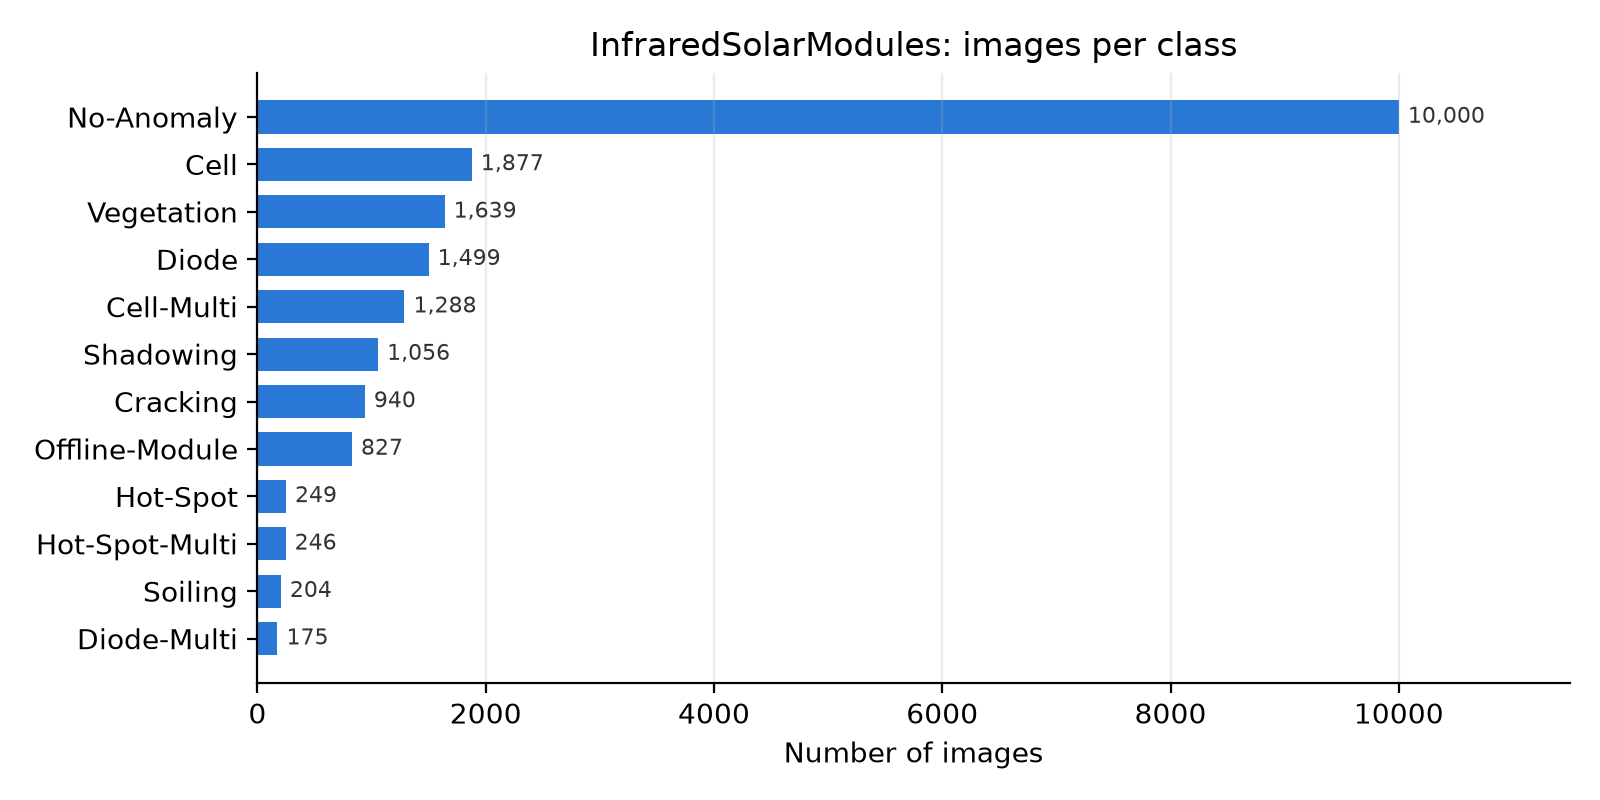 InfraredSolarModules: images per class
No-Anomaly 10,000
Cell 1,877
Vegetation 1,639
Diode 1,499
Cell-Multi 1,288
Shadowing 1,056
Cracking 940
Offline-Module 827
Hot-Spot 249
Hot-Spot-Multi 246
Soiling 204
Diode-Multi 175
0 2000 4000 6000 8000 10000
Number of images